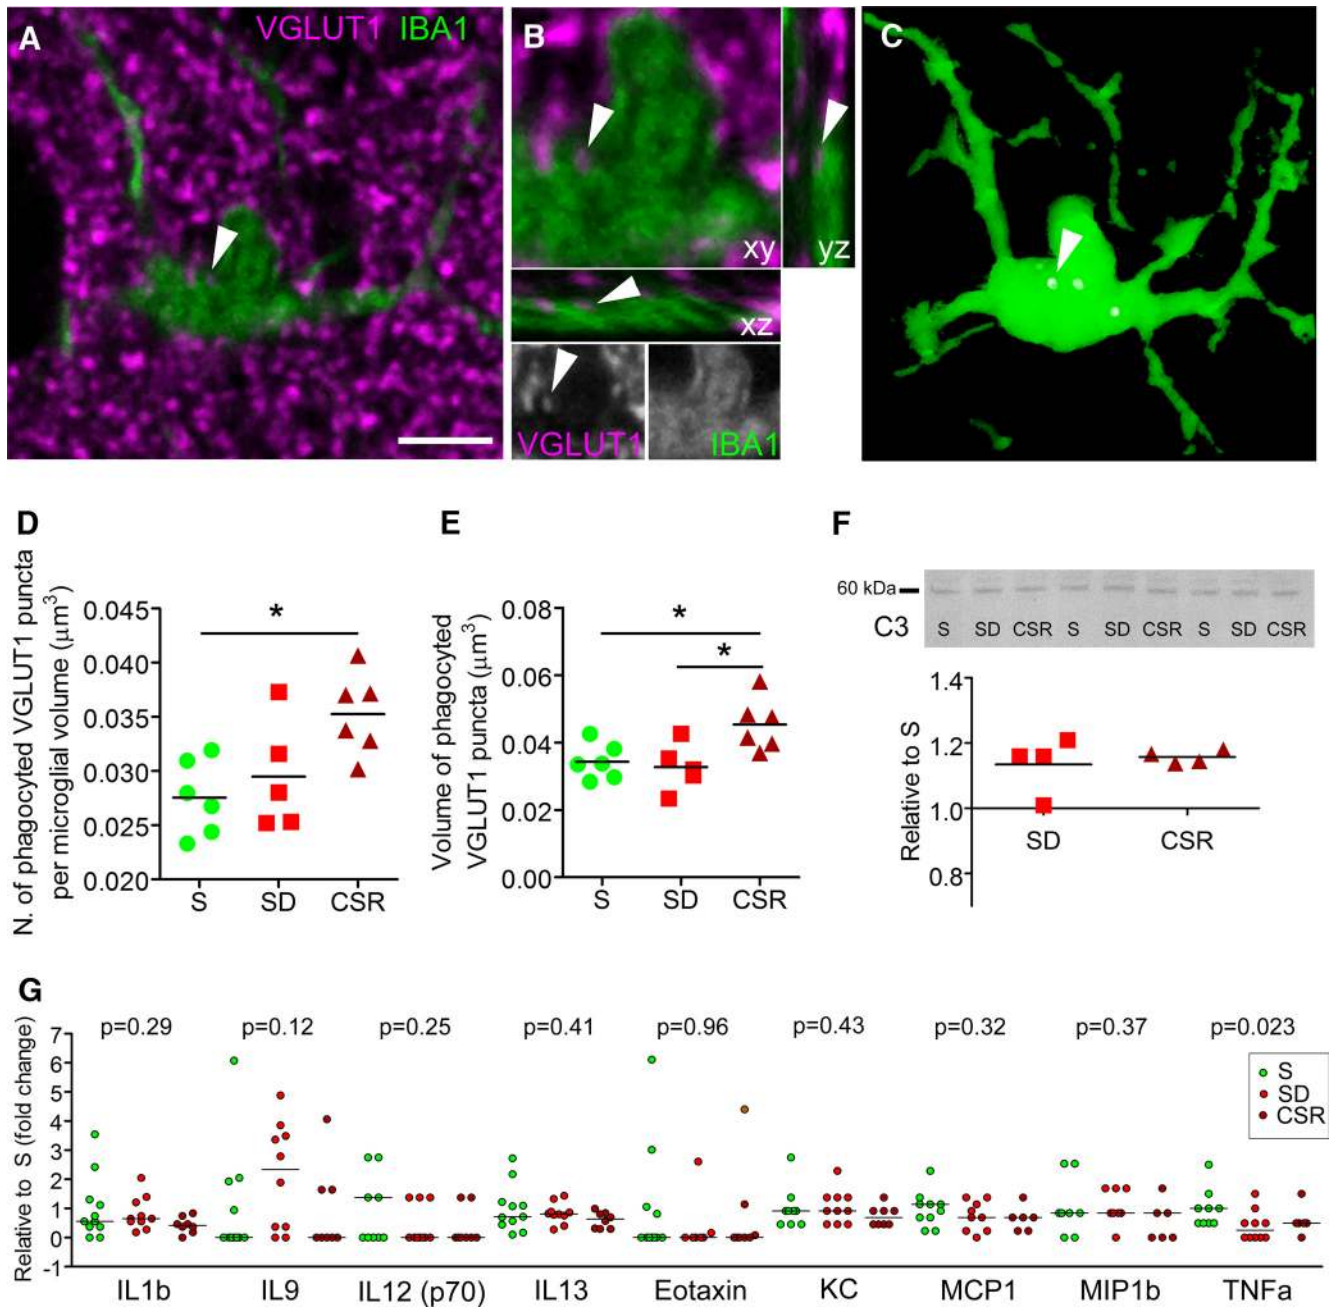 A
VGLUT1 IBA1
B
xy
yz
xz
VGLUT1
IBA1
C
D
N. of phagocyted VGLUT1 puncta
per microglial volume (μm³)
0.045
0.040
0.035
0.030
0.025
0.020
*
S SD CSR
E
Volume of phagocyted
VGLUT1 puncta (μm³)
0.08
0.06
0.04
0.02
0.00
*
*
S SD CSR
F
60 kDa
C3 S SD CSR S SD CSR S SD CSR
Relative to S
1.4
1.2
1.0
0.8
SD CSR
G
Relative to S (fold change)
p=0.29 p=0.12 p=0.25 p=0.41 p=0.96 p=0.43 p=0.32 p=0.37 p=0.023
7
6
5
4
3
2
1
0
-1
S
SD
CSR
IL1b IL9 IL12 (p70) IL13 Eotaxin KC MCP1 MIP1b TNFa